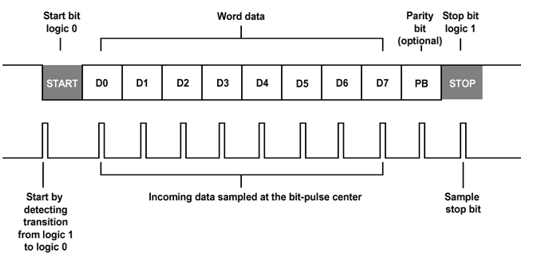 Start bit
logic 0
Word data
Parity
bit
(optional)
Stop bit
logic 1
START D0 D1 D2 D3 D4 D5 D6 D7 PB STOP
Start by
detecting
transition
from logic 1
to logic 0
Incoming data sampled at the bit-pulse center
Sample
stop bit